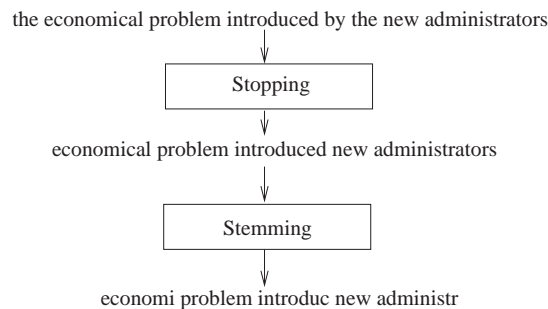 the economical problem introduced by the new administrators
Stopping
economical problem introduced new administrators
Stemming
economi problem introduc new administr